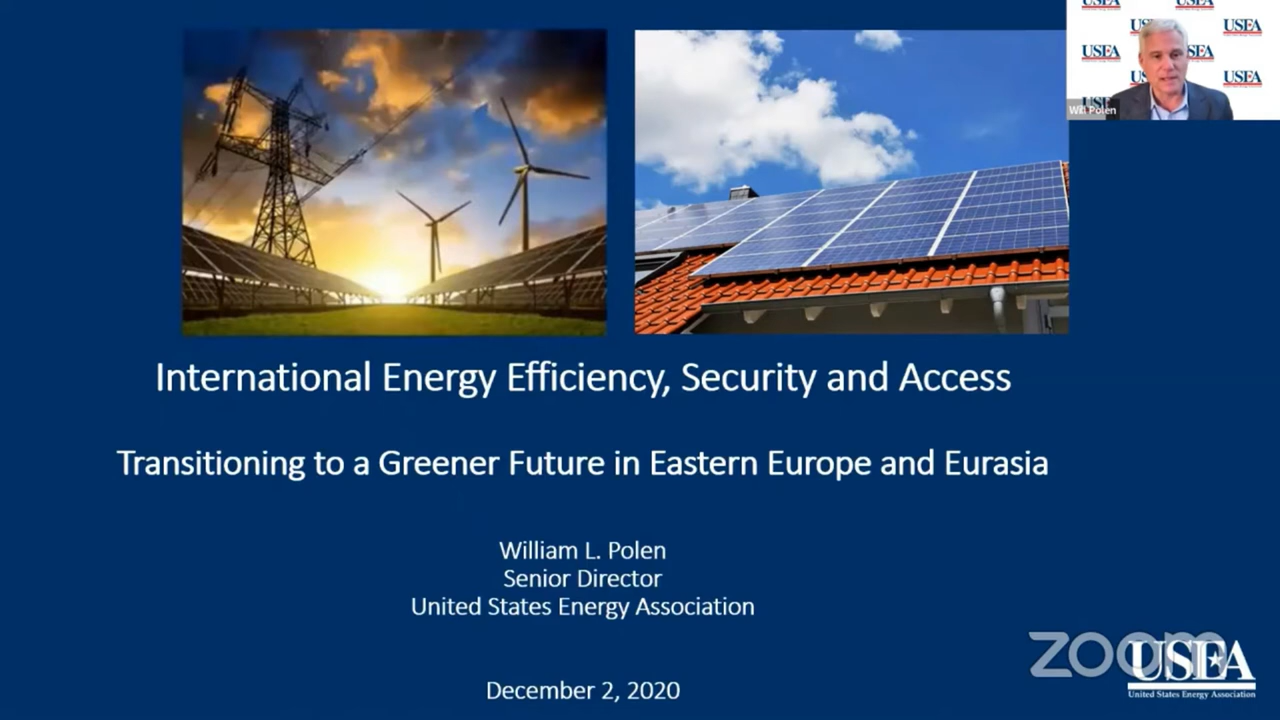 USEA
USEA
USEA
USEA
USEA
USEA
Will Polen
International Energy Efficiency, Security and Access
Transitioning to a Greener Future in Eastern Europe and Eurasia
William L. Polen
Senior Director
United States Energy Association
December 2, 2020
zoom
USEA
United States Energy Association